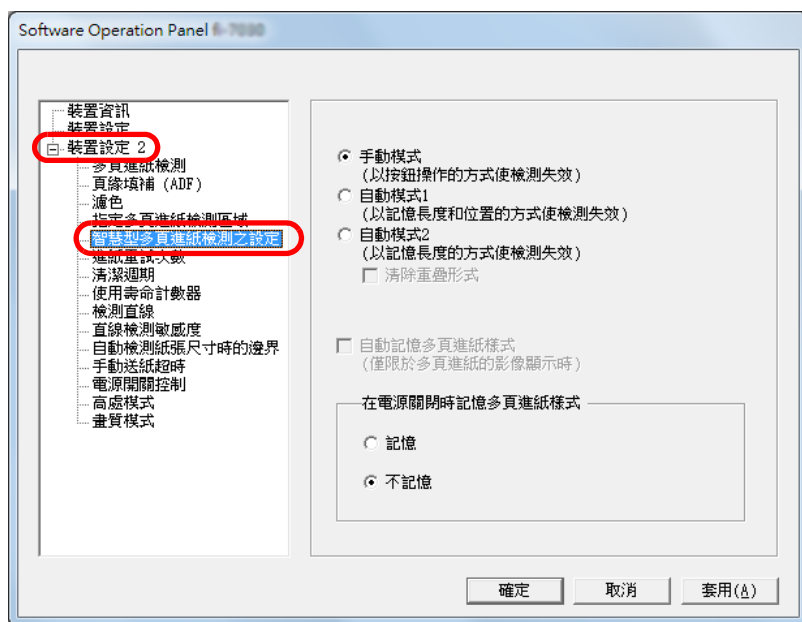 Software Operation Panel
裝置資訊
裝置設定
裝置設定 2
多頁進紙檢測
頁緣填補 (ADF)
濾色
指定多頁進紙檢測區域
智慧型多頁進紙檢測之設定
進紙重試次數
清潔週期
使用壽命計數器
檢測直線
直線檢測敏感度
自動檢測紙張尺寸時的邊界
手動送紙超時
電源開關控制
高處模式
畫質模式
手動模式
(以按鈕操作的方式使檢測失效)
自動模式1
(以記憶長度和位置的方式使檢測失效)
自動模式2
(以記憶長度的方式使檢測失效)
清除重疊形式
自動記憶多頁進紙樣式
(僅限於多頁進紙的影像顯示時)
在電源關閉時記憶多頁進紙樣式
記憶
不記憶
確定
取消
套用(A)